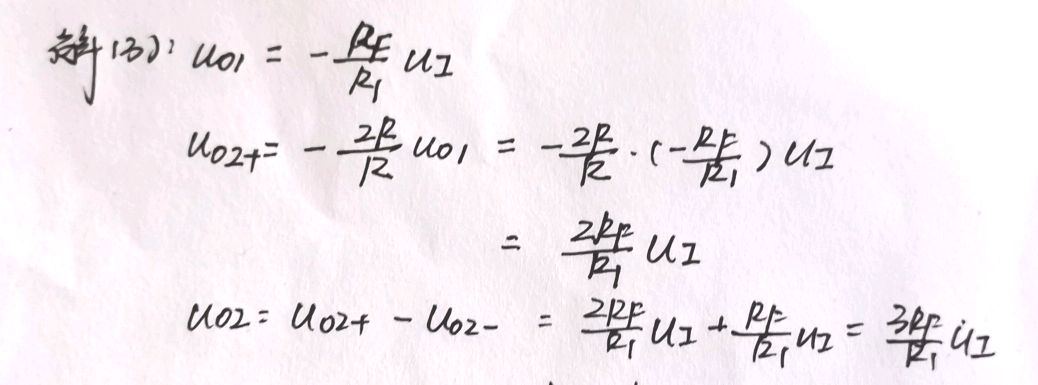 解(3): u_{O1} = -\frac{R_F}{R_1} u_I
u_{O2+} = -\frac{2R}{R} u_{O1} = -\frac{2R}{R} · (-\frac{R_F}{R_1}) u_I
= \frac{2R_F}{R_1} u_I
u_{O2} = u_{O2+} - u_{O2-} = \frac{2R_F}{R_1} u_I + \frac{R_F}{R_1} u_I = \frac{3R_F}{R_1} u_I